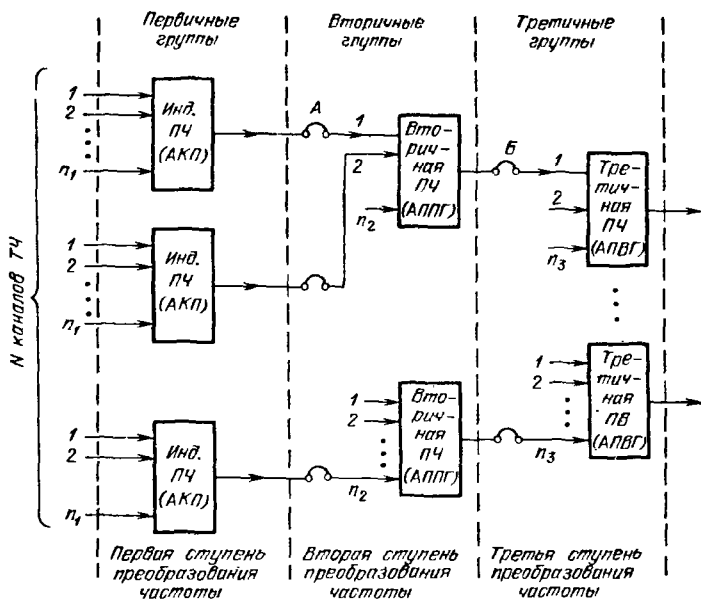 Первичные
группы
Вторичные
группы
Третичные
группы
N каналов ТЧ
1
2
n₁
Инд.
ПЧ
(АКП)
А
1
2
n₂
Вто-
рич-
ная
ПЧ
(АППГ)
Б
1
2
n₃
Тре-
тич-
ная
ПЧ
(АПВГ)
1
2
n₁
Инд.
ПЧ
(АКП)
1
2
n₁
Инд.
ПЧ
(АКП)
1
2
n₂
Вто-
рич-
ная
ПЧ
(АППГ)
1
2
n₃
Тре-
тич-
ная
ПВ
(АПВГ)
Первая ступень
преобразования
частоты
Вторая ступень
преобразования
частоты
Третья ступень
преобразования
частоты